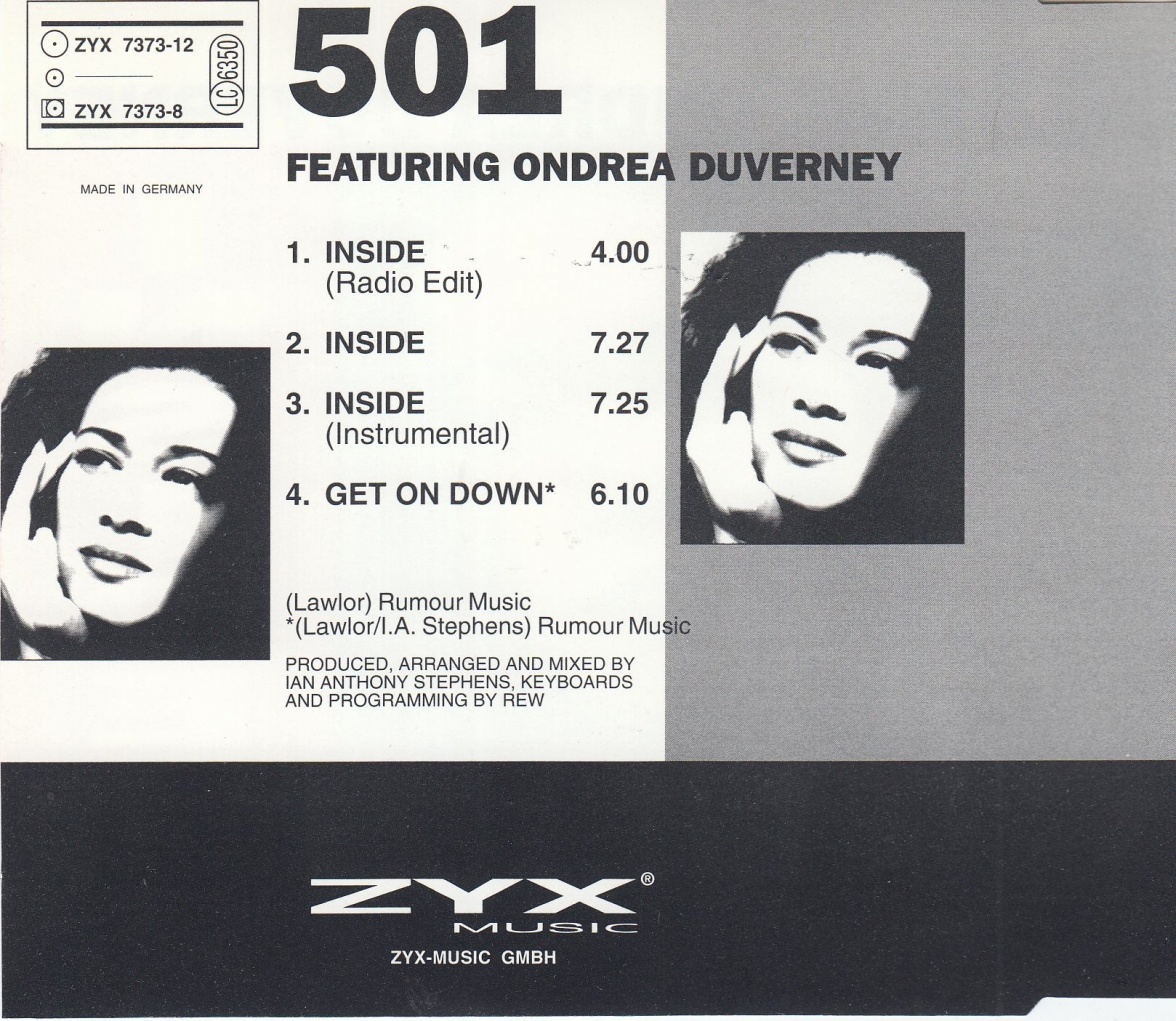 ZYX 7373-12
ZYX 7373-8
LC 6350
MADE IN GERMANY
501
FEATURING ONDREA DUVERNEY
1. INSIDE 4.00
(Radio Edit)
2. INSIDE 7.27
3. INSIDE 7.25
(Instrumental)
4. GET ON DOWN* 6.10
(Lawlor) Rumour Music
*(Lawlor/I.A. Stephens) Rumour Music
PRODUCED, ARRANGED AND MIXED BY
IAN ANTHONY STEPHENS, KEYBOARDS
AND PROGRAMMING BY REW
ZYX®
MUSIC
ZYX-MUSIC GMBH